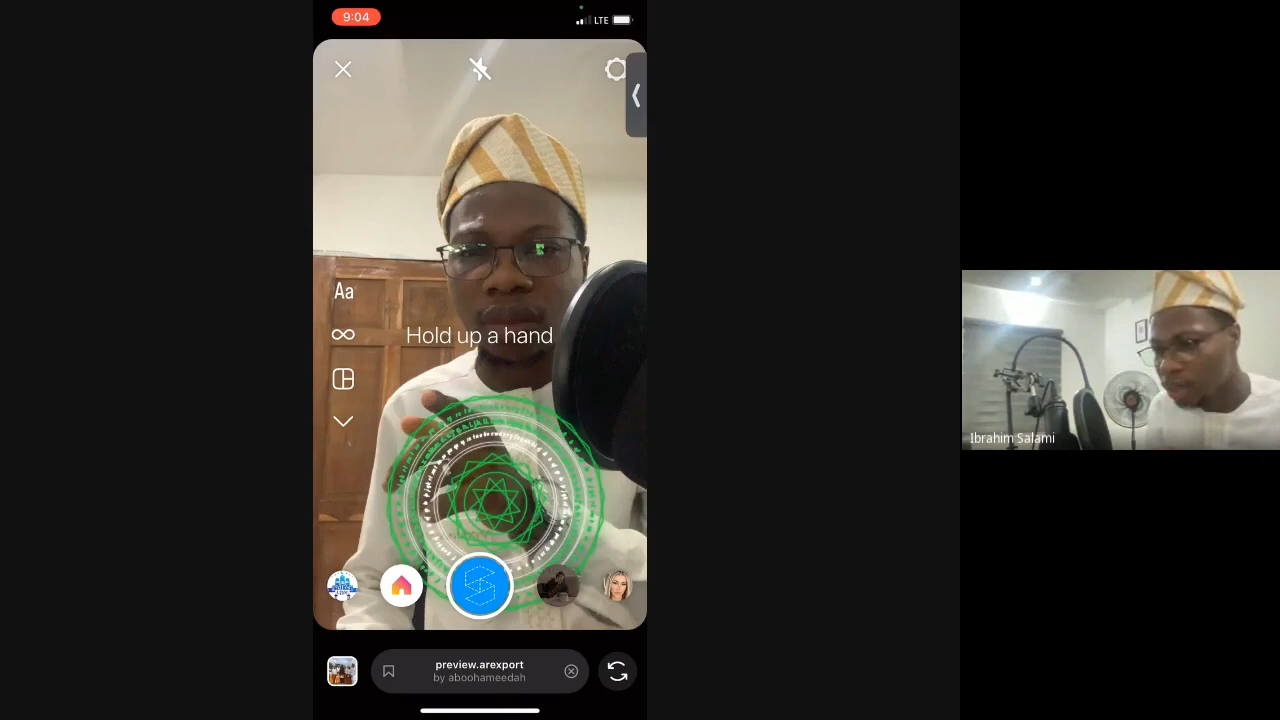 9:04
LTE
Aa
Hold up a hand
preview.arexport
by aboohameedah
Ibrahim Salami